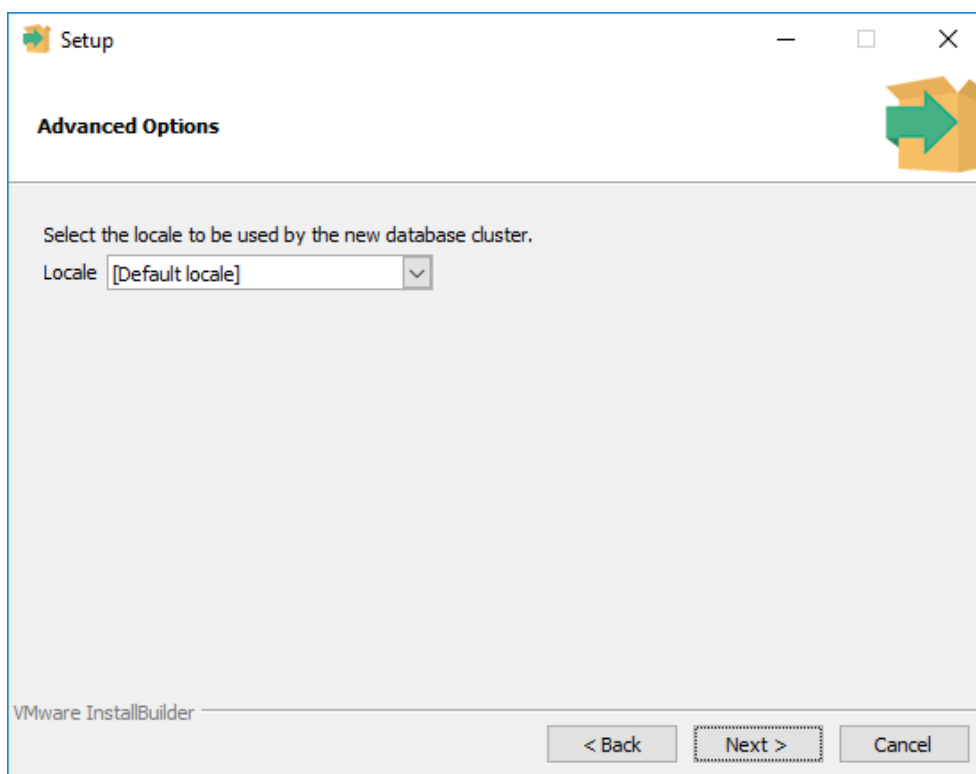 Setup
Advanced Options
Select the locale to be used by the new database cluster.
Locale [Default locale]
VMware InstallBuilder
< Back Next > Cancel